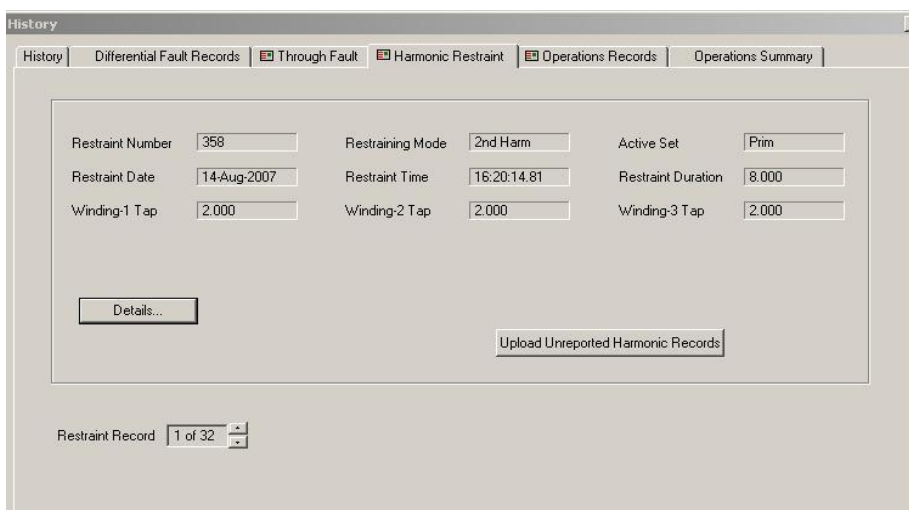 History
History Differential Fault Records Through Fault Harmonic Restraint Operations Records Operations Summary
Restraint Number 358 Restraining Mode 2nd Harm Active Set Prim
Restraint Date 14-Aug-2007 Restraint Time 16:20:14.81 Restraint Duration 8.000
Winding-1 Tap 2.000 Winding-2 Tap 2.000 Winding-3 Tap 2.000
Details...
Upload Unreported Harmonic Records
Restraint Record 1 of 32